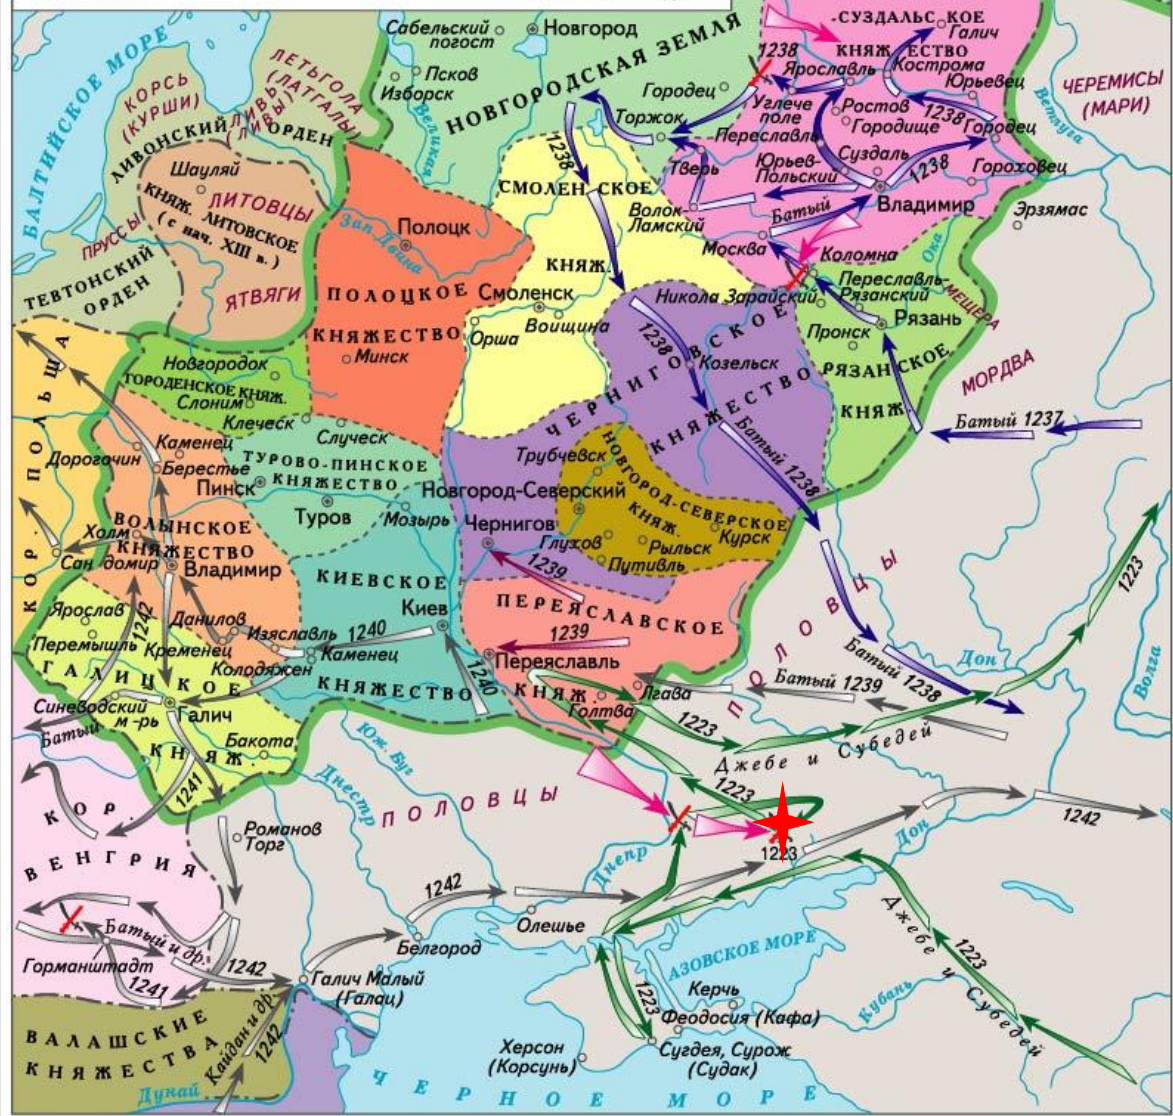 СУЗДАЛЬСКОЕ
КНЯЖЕСТВО
Галич
Сабельский
погост
Новгород
НОВГОРОДСКАЯ ЗЕМЛЯ
1238
Ярославль
Кострома
Юрьевец
ЧЕРЕМИСЫ
(МАРИ)
Ветлуга
БАЛТИЙСКОЕ МОРЕ
КОРСЬ
(КУРШИ)
ЛЕТЬГОЛА
(ЛАТГАЛЫ)
ЛИВЬ
(ЛИВЫ)
ЛИВОНСКИЙ ОРДЕН
Псков
Изборск
Великая
Городец
Углече
поле
Ростов
Городище
1238
Городец
Торжок
Переславль
Юрьев-
Польский
Суздаль
1238
Гороховец
1238
Тверь
Шауляй
КНЯЖ. ЛИТОВСКОЕ
(с нач. XIII в.)
ЛИТОВЦЫ
ПРУССЫ
СМОЛЕНСКОЕ
КНЯЖ.
Волок-
Ламский
Батый
Владимир
Эрзямас
Москва
Коломна
Ока
Зап. Двина
Полоцк
ТЕВТОНСКИЙ
ОРДЕН
ЯТВЯГИ
ПОЛОЦКОЕ
КНЯЖЕСТВО
Смоленск
Воищина
Орша
Никола Зарайский
Переславль-
Рязанский
МЕЩЕРА
Рязань
Пронск
РЯЗАНСКОЕ
КНЯЖ.
МОРДВА
Минск
1238
Козельск
ЧЕРНИГОВСКОЕ
КНЯЖЕСТВО
Батый 1237
Новгородок
ГОРОДЕНСКОЕ КНЯЖ.
Слоним
Клеческ
Случеск
КОР. ПОЛЬША
Каменец
Дорогочин
Берестье
ТУРОВО-ПИНСКОЕ
КНЯЖЕСТВО
Пинск
Туров
Мозырь
Трубчевск
Новгород-Северский
НОВГОРОД-СЕВЕРСКОЕ
КНЯЖ.
Батый 1238
Курск
Рыльск
Глухов
Путивль
Чернигов
1239
Холм
ВОЛЫНСКОЕ
КНЯЖЕСТВО
Сандомир
Владимир
КИЕВСКОЕ
КНЯЖЕСТВО
Киев
ПЕРЕЯСЛАВСКОЕ
КНЯЖ.
ПОЛОВЦЫ
1223
Ярослав
Перемышль
1242
Данилов
Кременец
Изяславль
Каменец
Колодяжен
1240
1240
1239
Переяславль
Лтава
Голтва
Батый 1239
Батый 1238
Дон
Волга
ГАЛИЦКОЕ
КНЯЖ.
Синеводский
м-рь
Галич
Батый
Бакота
1241
1223
Джебе и Субедей
Юж. Буг
Днестр
ПОЛОВЦЫ
1223
1223
Днепр
Дон
1242
КОР.
ВЕНГРИЯ
Романов
Торг
1242
Олешье
Белгород
Батый и др.
Горманштадт
1241
1242
Галич Малый
(Галац)
АЗОВСКОЕ МОРЕ
Джебе и Субедей
1223
Кубань
Керчь
Феодосия (Кафа)
1223
Сугдея, Сурож
(Судак)
Херсон
(Корсунь)
ВАЛАШСКИЕ
КНЯЖЕСТВА
Кайдан и др.
1242
Дунай
ЧЕРНОЕ МОРЕ